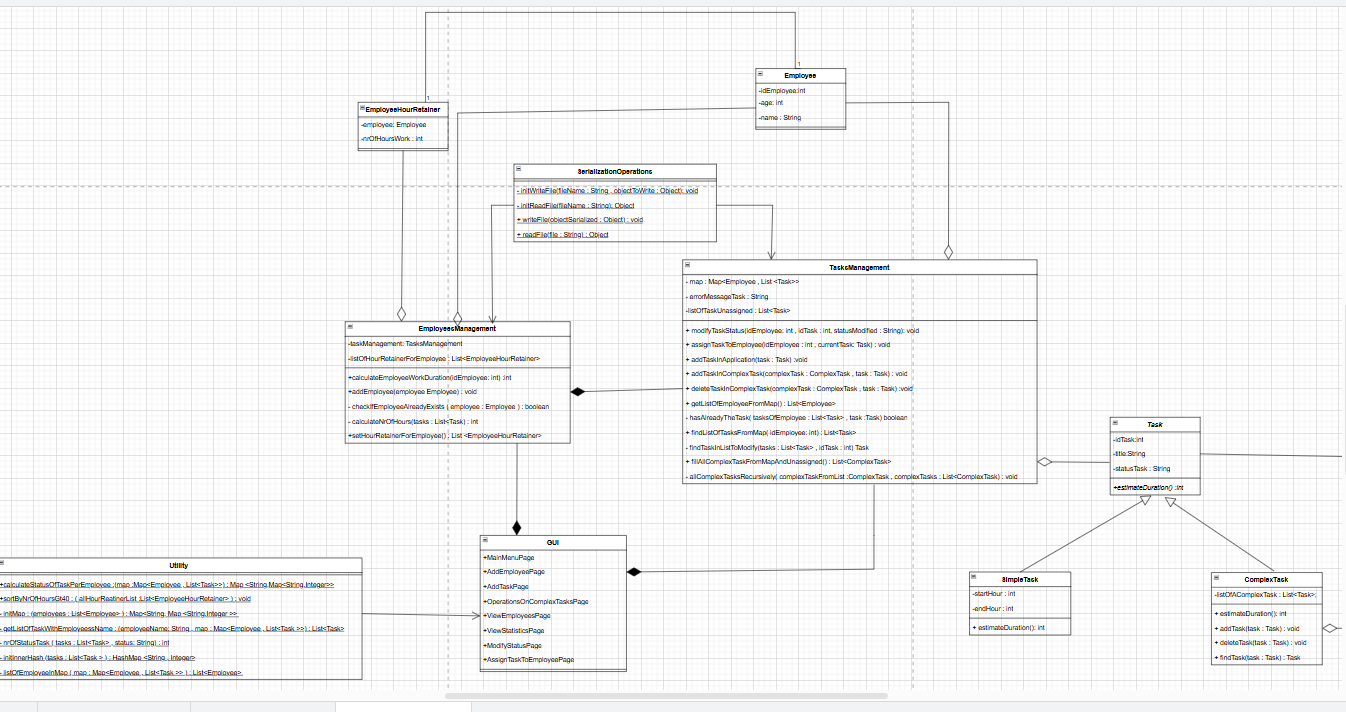 1
Employee
-idEmployee:int
-age: int
-name : String
1
EmployeeHourRetainer
-employee: Employee
-nrOfHoursWork : int
SerializationOperations
- initWriteFile(fileName : String , objectToWrite : Object): void
- initReadFile(fileName : String): Object
+ writeFile(objectSerialized : Object) : void
+ readFile(file : String) : Object
TasksManagement
- map : Map<Employee , List <Task>>
- errorMessageTask : String
-listOfTaskUnassigned : List<Task>
+ modifyTaskStatus(idEmployee: int , idTask : int, statusModified : String): void
+ assignTaskToEmployee(idEmployee : int , currentTask: Task) : void
+ addTaskInApplication(task : Task) :void
+ addTaskInComplexTask(complexTask : ComplexTask , task : Task) : void
+ deleteTaskInComplexTask(complexTask : ComplexTask , task : Task) :void
+ getListOfEmployeeFromMap() : List<Employee>
- hasAlreadyTheTask( tasksOfEmployee : List<Task> , task :Task) boolean
+ findListOfTasksFromMap( idEmployee: int) : List<Task>
- findTaskInListToModify(tasks : List<Task> , idTask : int) Task
+ fillAllComplexTaskFromMapAndUnassigned() : List<ComplexTask>
- allComplexTasksRecursively( complexTaskFromList :ComplexTask , complexTasks : List<ComplexTask) : void
EmployeesManagement
-taskManagement: TasksManagement
-listOfHourRetainerForEmployee : List<EmployeeHourRetainer>
+calculateEmployeeWorkDuration(idEmployee: int) :int
+addEmployee(employee Employee) : void
- checkIfEmployeeAlreadyExists ( employee : Employee ) : boolean
- calculateNrOfHours(tasks : List<Task) : int
+setHourRetainerForEmployee() : List <EmployeeHourRetainer>
Task
-idTask:int
-title:String
-statusTask : String
+estimateDuration() :int
GUI
+MainMenuPage
+AddEmployeePage
+AddTaskPage
+OperationsOnComplexTasksPage
+ViewEmployeesPage
+ViewStatisticsPage
+ModifyStatusPage
+AssignTaskToEmployeePage
Utility
+calculateStatusOfTaskPerEmployee :(map :Map<Employee , List<Task>>) : Map <String,Map<String,Integer>>
+sortByNrOfHoursGt40 : ( allHourReatinerList :List<EmployeeHourRetainer> ) : void
- initMap : (employees : List<Employee> ) : Map<String, Map <String,Integer >>
- getListOfTaskWithEmployeessName : (employeeName: String , map : Map<Employee , List<Task >>) : List<Task>
- nrOfStatusTask ( tasks : List<Task> , status: String) : int
- initInnerHash (tasks : List<Task > ) : HashMap <String , Integer>
- listOfEmployeeInMap ( map : Map<Employee , List<Task >> ) : List<Employee>
SimpleTask
-startHour : int
-endHour : int
+ estimateDuration(): int
ComplexTask
-listOfAComplexTask : List<Task>;
+ estimateDuration(): int
+ addTask(task : Task) : void
+ deleteTask(task : Task) : void
+ findTask(task : Task) : Task